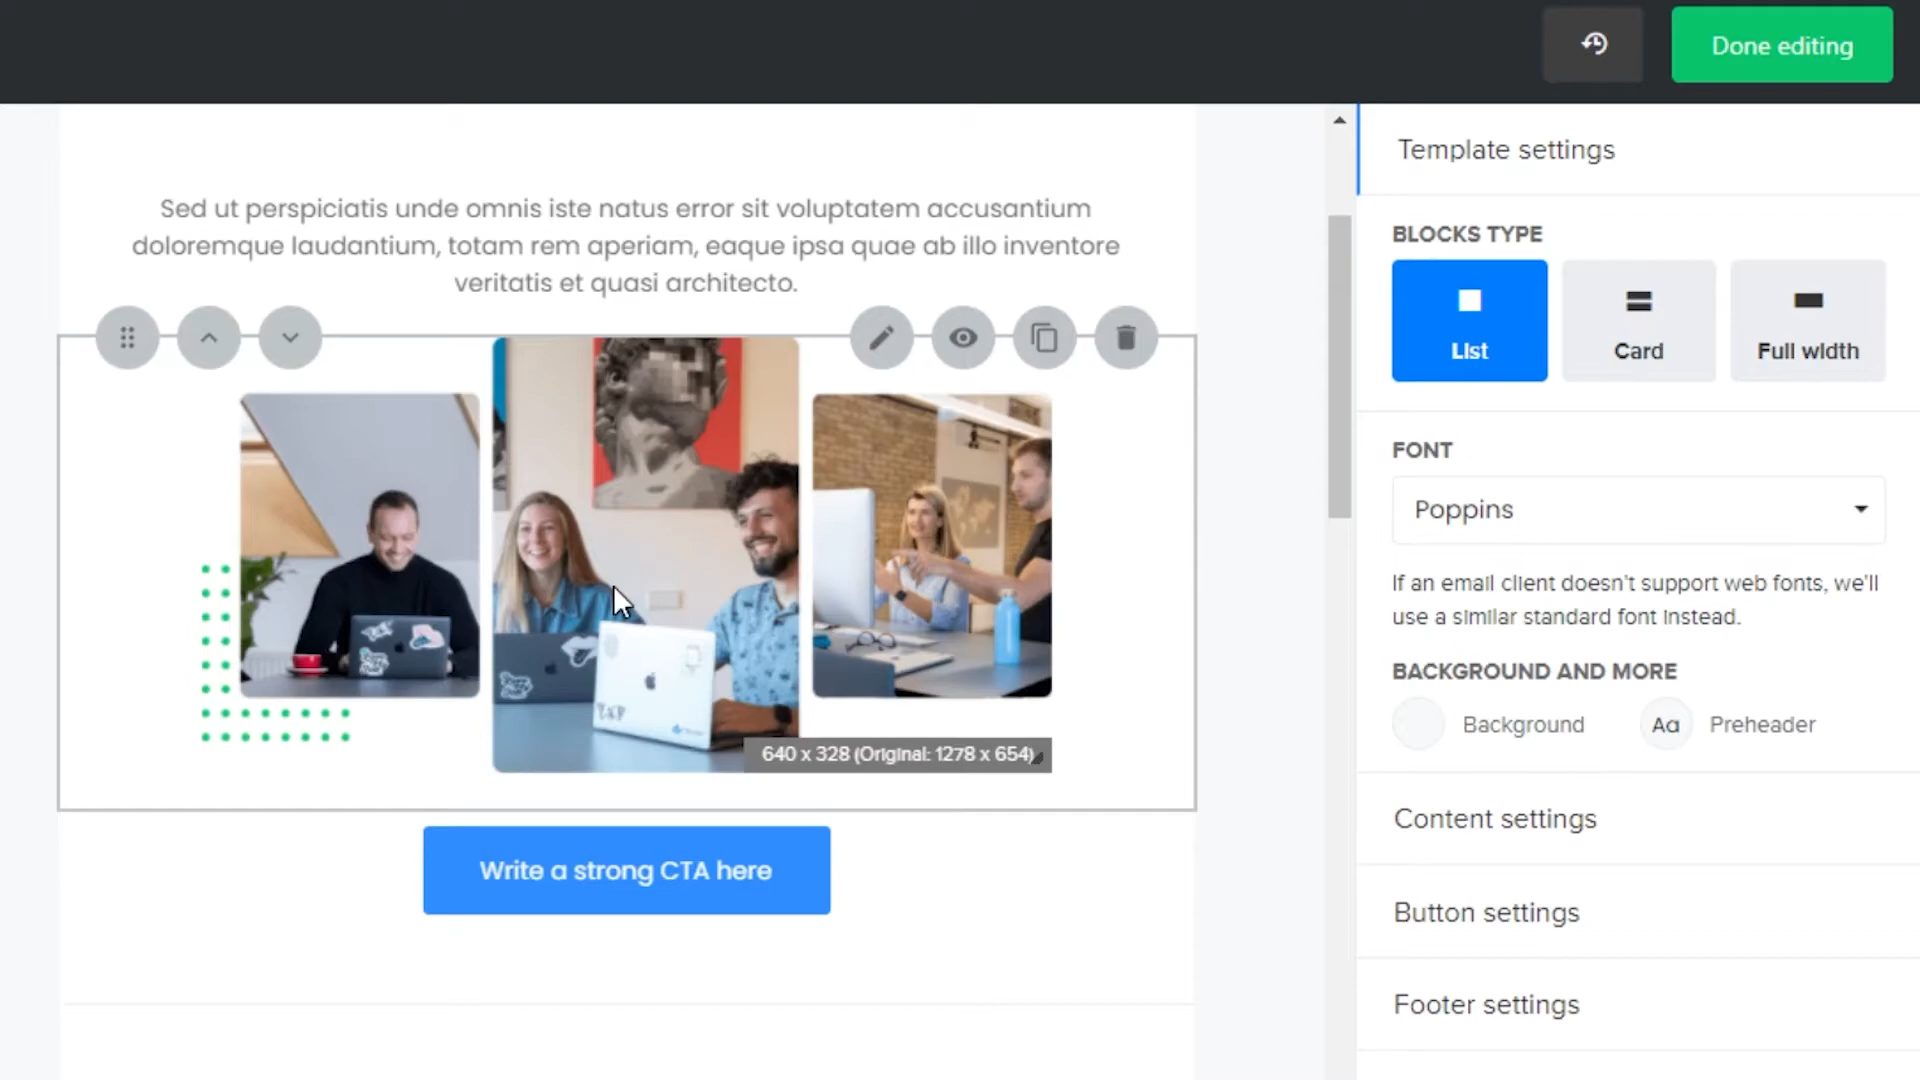 Done editing
Template settings
Sed ut perspiciatis unde omnis iste natus error sit voluptatem accusantium
doloremque laudantium, totam rem aperiam, eaque ipsa quae ab illo inventore
veritatis et quasi architecto.
640 x 328 (Original: 1278 x 654)
Write a strong CTA here
BLOCKS TYPE
List
Card
Full width
FONT
Poppins
If an email client doesn't support web fonts, we'll
use a similar standard font instead.
BACKGROUND AND MORE
Background
Aa
Preheader
Content settings
Button settings
Footer settings